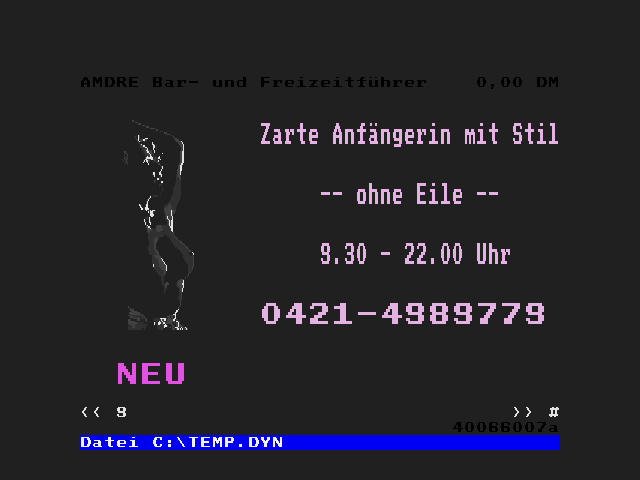 AMDRE Bar- und Freizeitführer 0,00 DM
Zarte Anfängerin mit Stil
-- ohne Eile --
9.30 - 22.00 Uhr
0421-4989779
NEU
<< 9 >> #
40066007a
Datei C:\TEMP.DYN